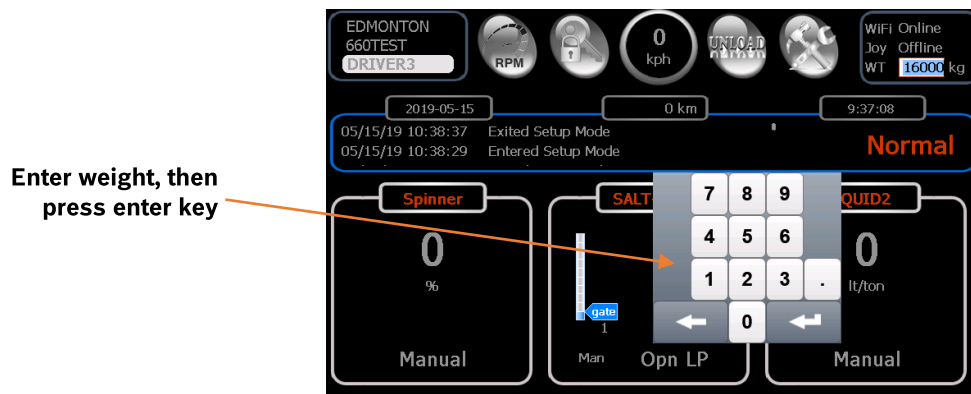 Enter weight, then
press enter key
EDMONTON
660TEST
DRIVER3
RPM
0
kph
UNLOAD
WiFi Online
Joy Offline
WT 16000 kg
2019-05-15
0 km
9:37:08
05/15/19 10:38:37 Exited Setup Mode
05/15/19 10:38:29 Entered Setup Mode
Normal
Spinner
0
%
Manual
SALT
gate
1
Man Opn LP
QUID2
0
lt/ton
Manual
7 8 9
4 5 6
1 2 3 .
0